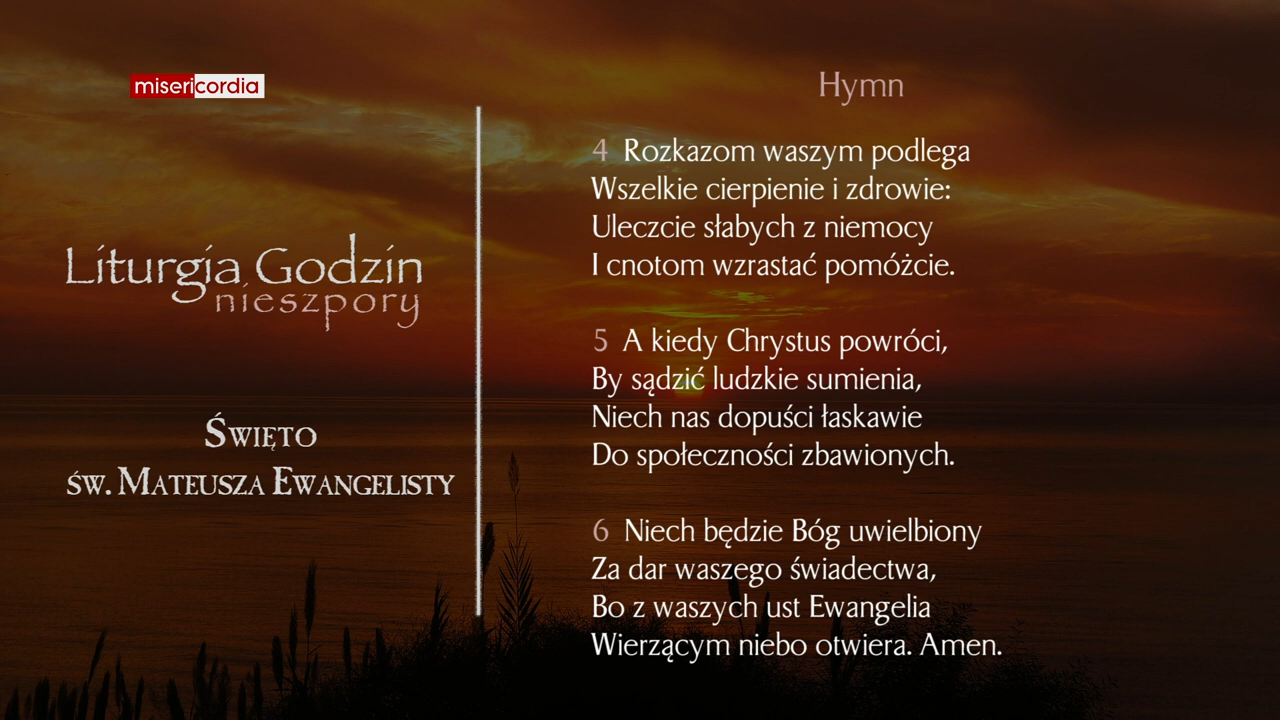 misericordia
Liturgia Godzin
nieszpory
Święto
św. Mateusza Ewangelisty
Hymn
4 Rozkazom waszym podlega
Wszelkie cierpienie i zdrowie:
Uleczcie słabych z niemocy
I cnotom wzrastać pomóżcie.
5 A kiedy Chrystus powróci,
By sądzić ludzkie sumienia,
Niech nas dopuści łaskawie
Do społeczności zbawionych.
6 Niech będzie Bóg uwielbiony
Za dar waszego świadectwa,
Bo z waszych ust Ewangelia
Wierzącym niebo otwiera. Amen.